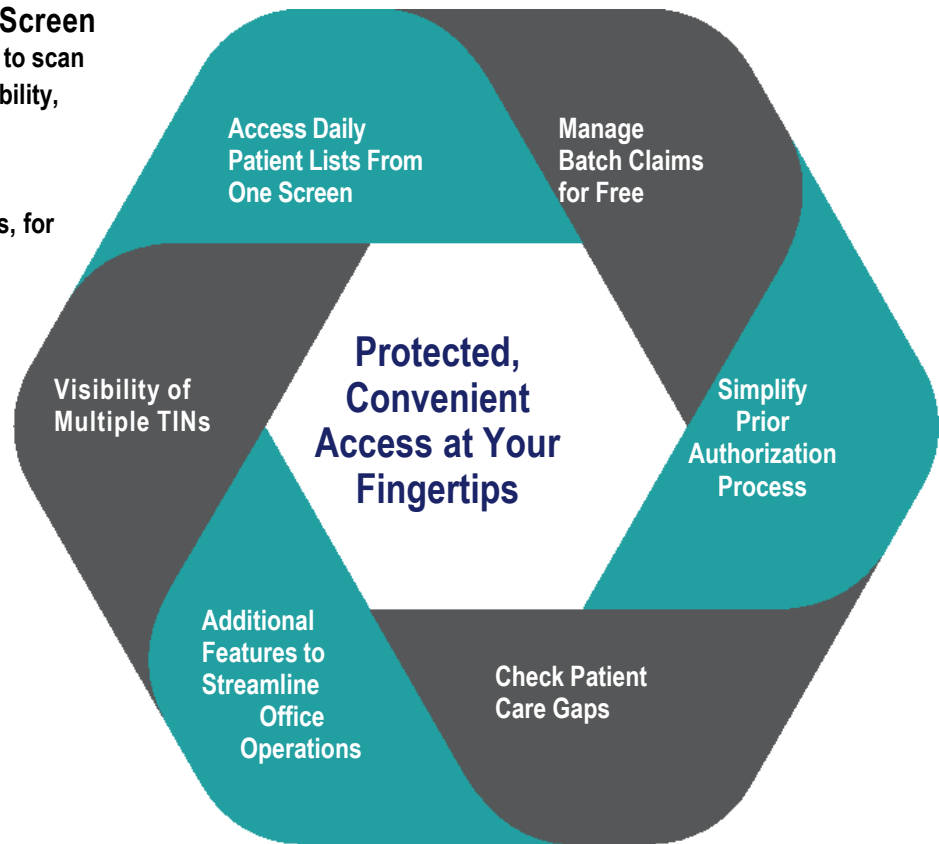 Screen
to scan
bility,
s, for
Access Daily
Patient Lists From
One Screen
Manage
Batch Claims
for Free
Visibility of
Multiple TINs
Protected,
Convenient
Access at Your
Fingertips
Simplify
Prior
Authorization
Process
Additional
Features to
Streamline
Office
Operations
Check Patient
Care Gaps